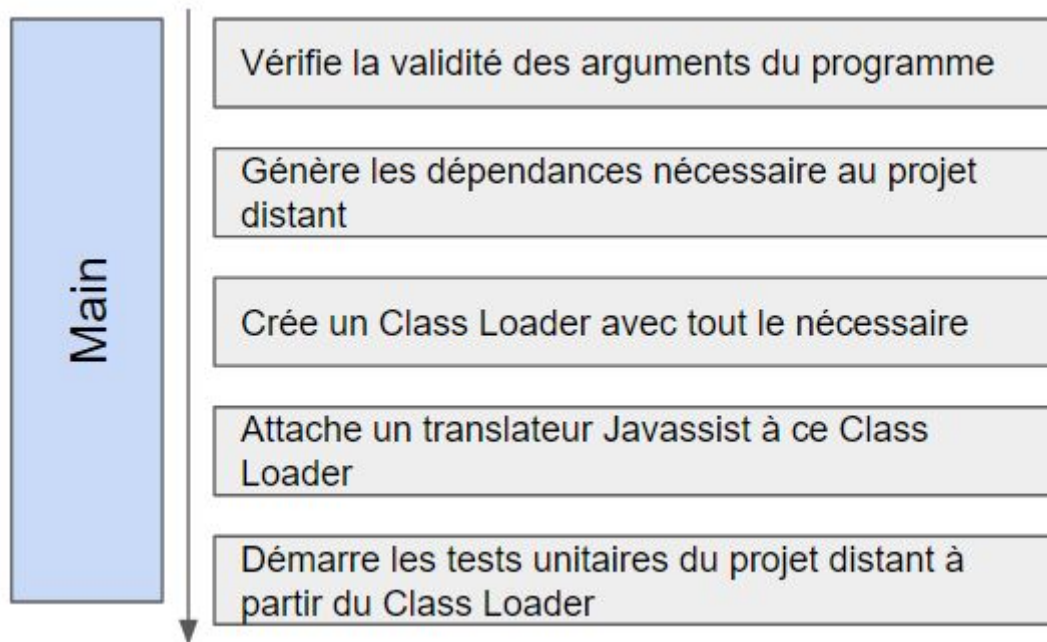 Main
Vérifie la validité des arguments du programme
Génère les dépendances nécessaire au projet
distant
Crée un Class Loader avec tout le nécessaire
Attache un translateur Javassist à ce Class
Loader
Démarre les tests unitaires du projet distant à
partir du Class Loader